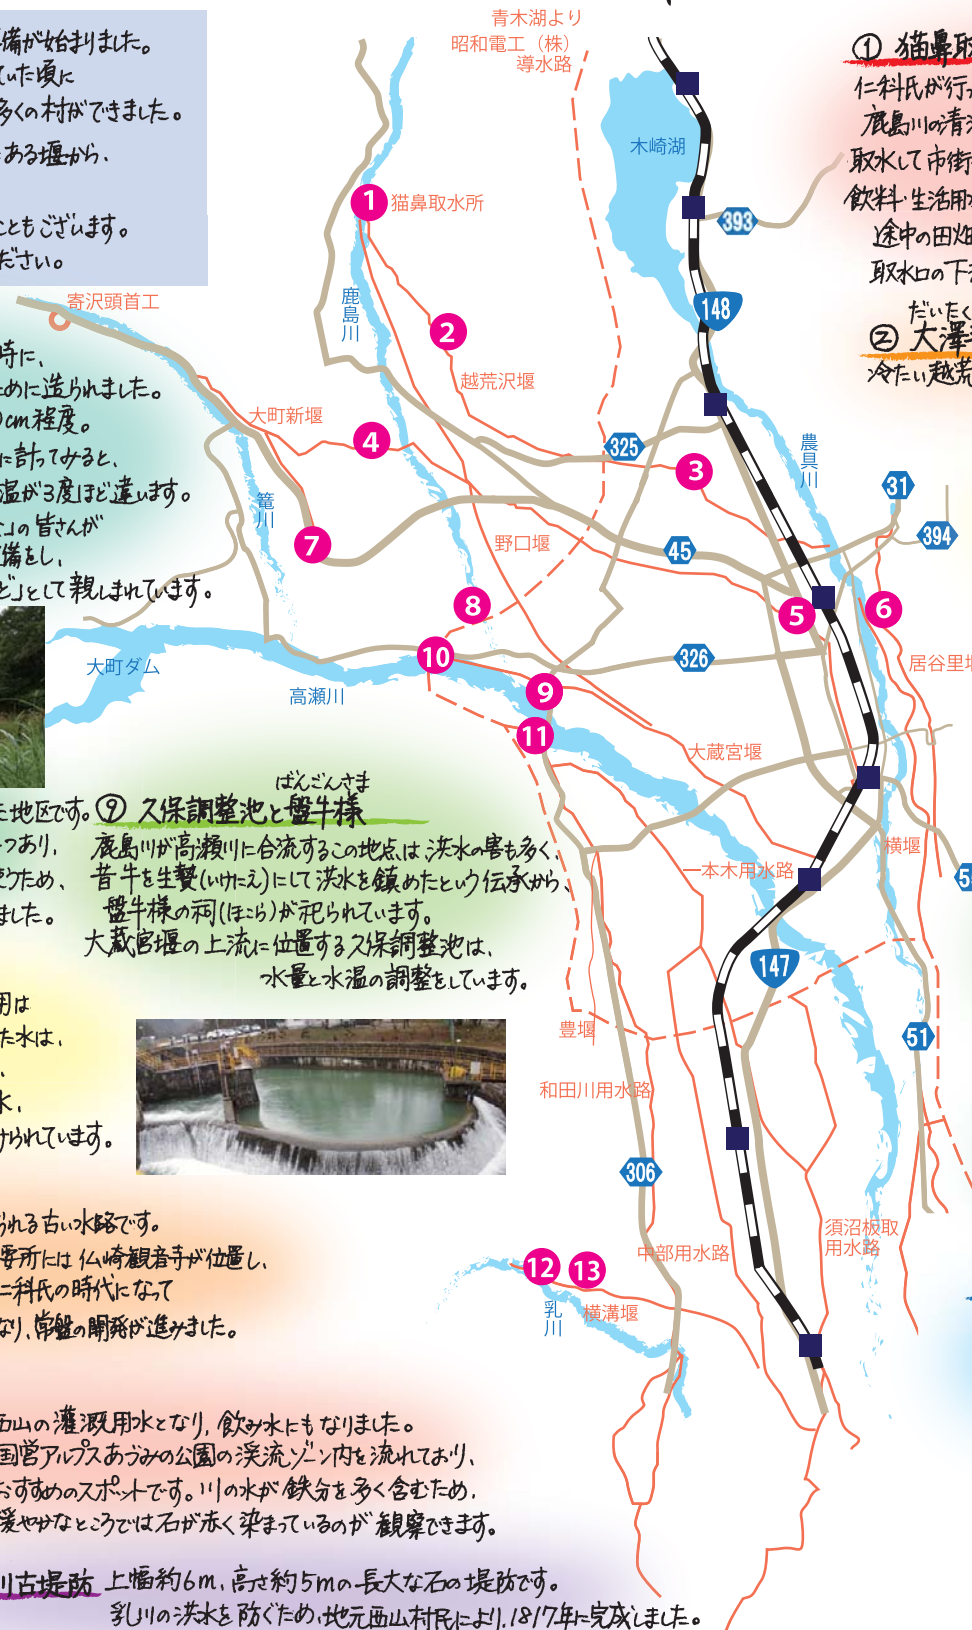 備が始まりました。
ていた頃に
多くの村ができました。
ある堰から、
こともございます。
ださい。
青木湖より
昭和電工（株）
導水路
木崎湖
① 猫鼻取
仁科氏が行っ
鹿島川の清
取水して市街
飲料・生活用
途中の田畑
取水口の下
だいたく
② 大澤
冷たい越荒
1
猫鼻取水所
393
148
寄沢頭首工
鹿島川
2
越荒沢堰
大町新堰
4
325
3
農具川
31
394
籠川
7
野口堰
45
8
5
6
10
326
居谷里堰
大町ダム
高瀬川
9
11
大蔵宮堰
横堰
一本木用水路
147
51
豊堰
和田川用水路
306
中部用水路
須沼板取
用水路
12
13
乳川
横溝堰
時に、
ために造られました。
cm程度。
に計ってみると、
温が3度ほど違います。
の皆さんが
備をし、
ど」として親しまれています。
た地区です。
つあり、
使うため、
ました。
ばんごんさま
⑨ 久保調整池と盤牛様
鹿島川が高瀬川に合流するこの地点は、洪水の害も多く、
昔牛を生贄(いけにえ)にして洪水を鎮めたという伝承から、
盤牛様の祠(ほこら)が祀られています。
大蔵宮堰の上流に位置する久保調整池は、
水量と水温の調整をしています。
用は
た水は、
水、
けられています。
られる古い水路です。
要所には仏崎観音寺が位置し、
仁科氏の時代になって
なり、常盤の開発が進みました。
西山の灌漑用水となり、飲み水にもなりました。
国営アルプスあづみの公園の渓流ゾーン内を流れており、
おすすめのスポットです。川の水が鉄分を多く含むため、
緩やかなところでは石が赤く染まっているのが観察できます。
川古堤防 上幅約6m、高さ約5mの長大な石の堤防です。
乳川の洪水を防ぐため、地元西山村民により、1817年に完成しました。